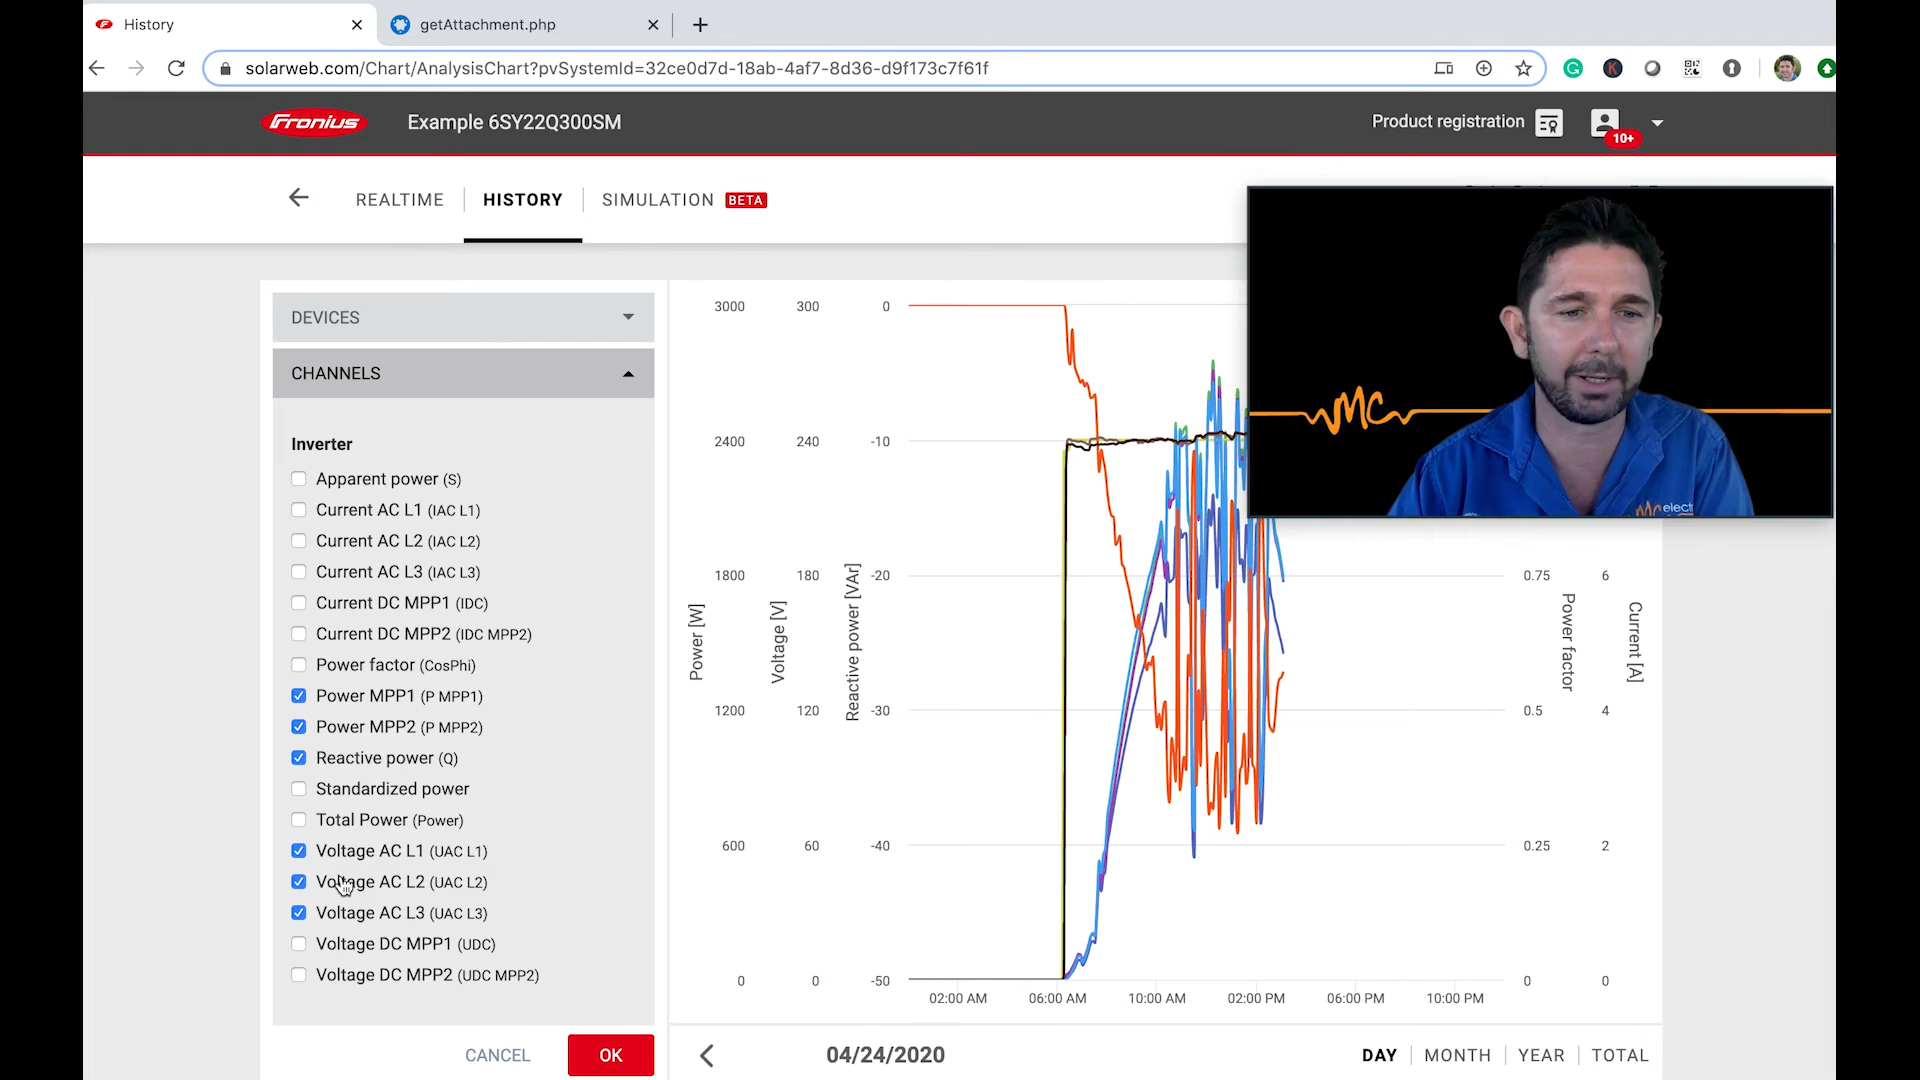 History
getAttachment.php
solarweb.com/Chart/AnalysisChart?pvSystemId=32ce0d7d-18ab-4af7-8d36-d9f173c7f61f
Fronius
Example 6SY22Q300SM
Product registration
10+
REALTIME
HISTORY
SIMULATION BETA
DEVICES
CHANNELS
Inverter
Apparent power (S)
Current AC L1 (IAC L1)
Current AC L2 (IAC L2)
Current AC L3 (IAC L3)
Current DC MPP1 (IDC)
Current DC MPP2 (IDC MPP2)
Power factor (CosPhi)
Power MPP1 (P MPP1)
Power MPP2 (P MPP2)
Reactive power (Q)
Standardized power
Total Power (Power)
Voltage AC L1 (UAC L1)
Voltage AC L2 (UAC L2)
Voltage AC L3 (UAC L3)
Voltage DC MPP1 (UDC)
Voltage DC MPP2 (UDC MPP2)
CANCEL
OK
3000 300 0
2400 240 -10
1800 180 -20 0.75 6
1200 120 -30 0.5 4
600 60 -40 0.25 2
0 0 -50 0 0
Power [W]
Voltage [V]
Reactive power [VAr]
Power factor
Current [A]
02:00 AM 06:00 AM 10:00 AM 02:00 PM 06:00 PM 10:00 PM
04/24/2020
DAY MONTH YEAR TOTAL
MC
MC elect